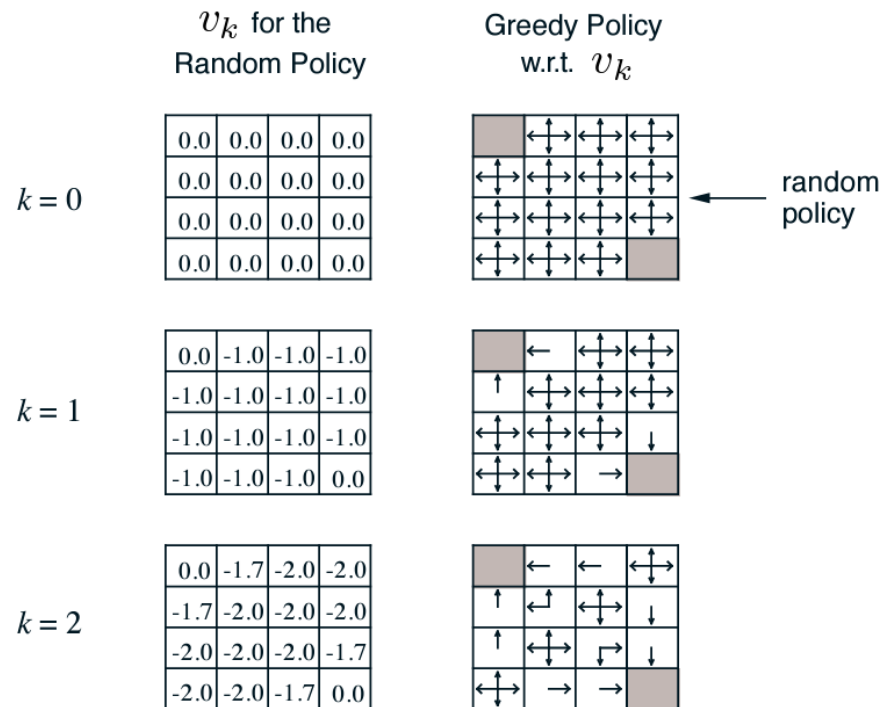 v_k for the
Random Policy
Greedy Policy
w.r.t. v_k
k = 0
0.0 0.0 0.0 0.0
0.0 0.0 0.0 0.0
0.0 0.0 0.0 0.0
0.0 0.0 0.0 0.0
random
policy
k = 1
0.0 -1.0 -1.0 -1.0
-1.0 -1.0 -1.0 -1.0
-1.0 -1.0 -1.0 -1.0
-1.0 -1.0 -1.0 0.0
k = 2
0.0 -1.7 -2.0 -2.0
-1.7 -2.0 -2.0 -2.0
-2.0 -2.0 -2.0 -1.7
-2.0 -2.0 -1.7 0.0